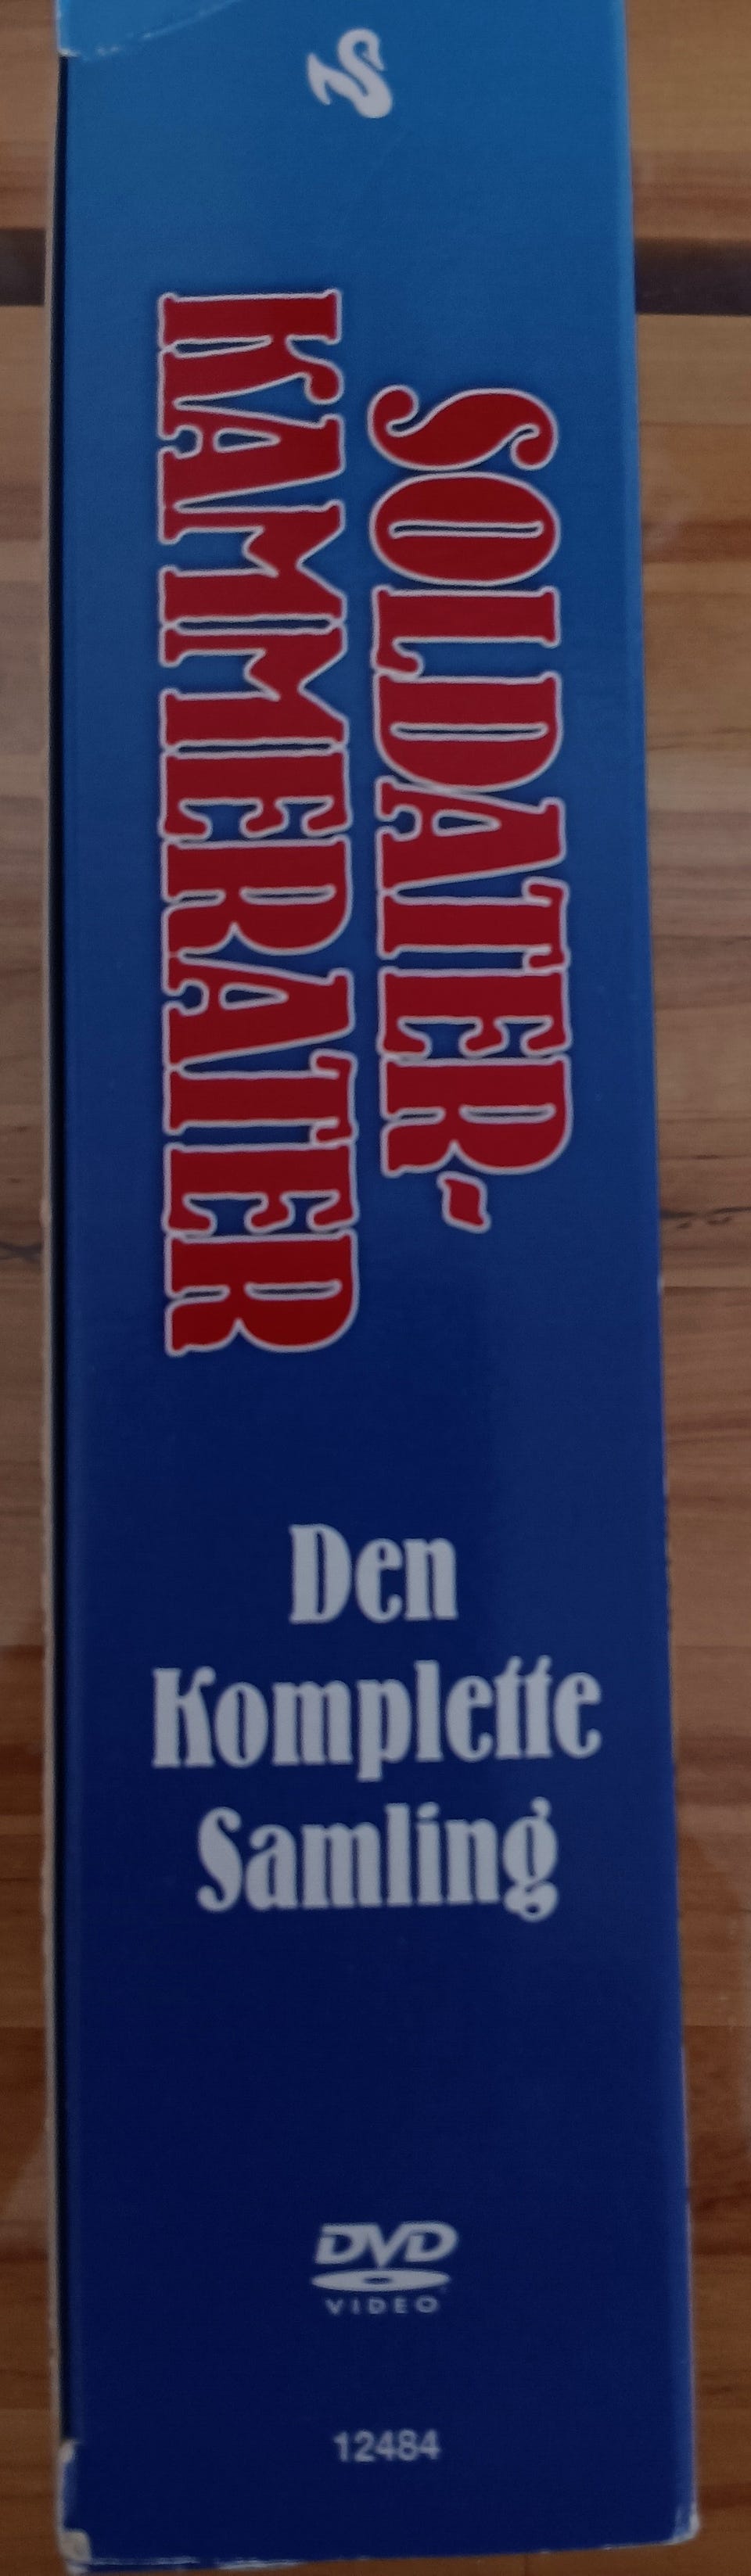 SOLDATER-
KAMMERATER
Den
Komplette
Samling
DVD
VIDEO
12484